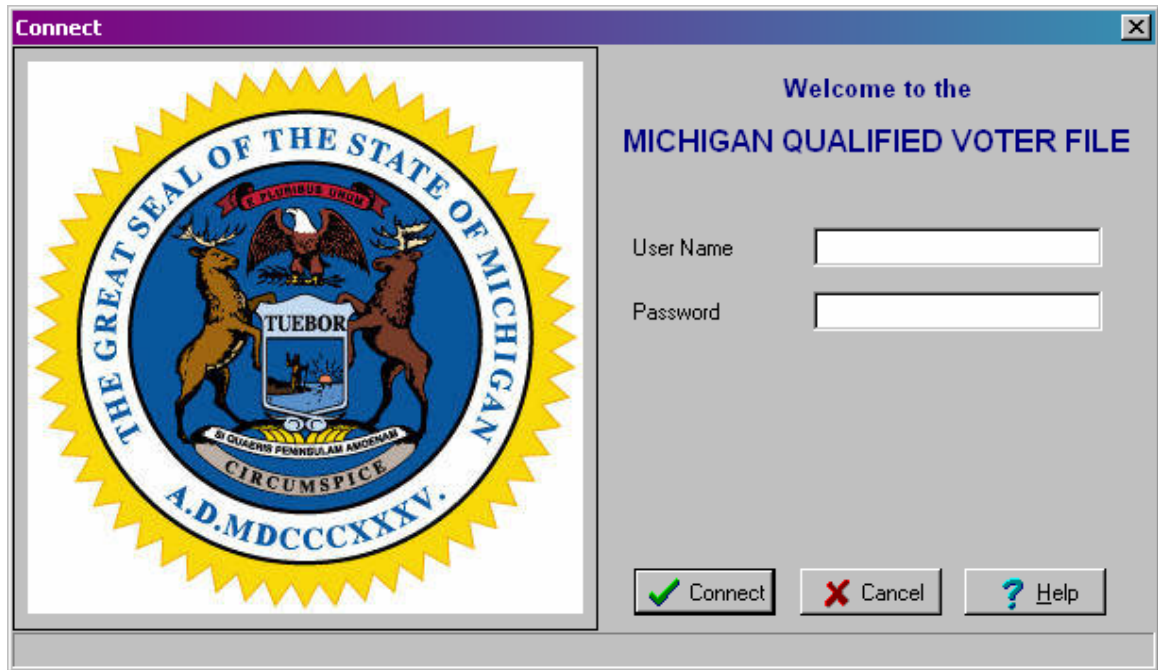 Connect
THE GREAT SEAL OF THE STATE OF MICHIGAN
E PLURIBUS UNUM
TUEBOR
SI QUAERIS PENINSULAM AMOENAM
CIRCUMSPICE
A.D.MDCCCXXXV.
Welcome to the
MICHIGAN QUALIFIED VOTER FILE
User Name
Password
Connect
Cancel
Help